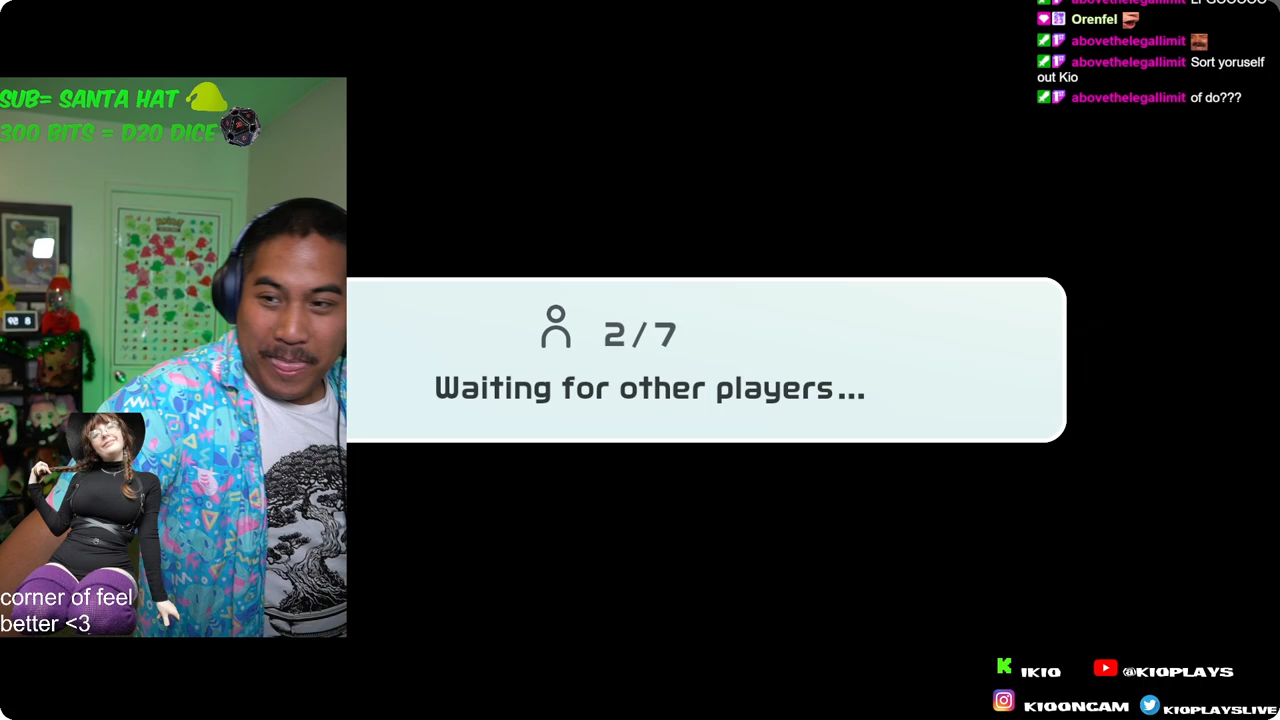 SUB= SANTA HAT
300 BITS = D20 DICE
Orenfel
abovethelegallimit
abovethelegallimit Sort yoruself
out Kio
abovethelegallimit of do???
2/7
Waiting for other players...
corner of feel
better <3
K IKIO
@KIOPLAYS
KIOONCAM
KIOPLAYSLIVE